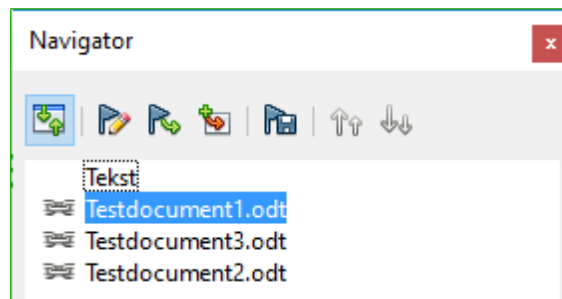 Navigator
x
Tekst
Testdocument1.odt
Testdocument3.odt
Testdocument2.odt